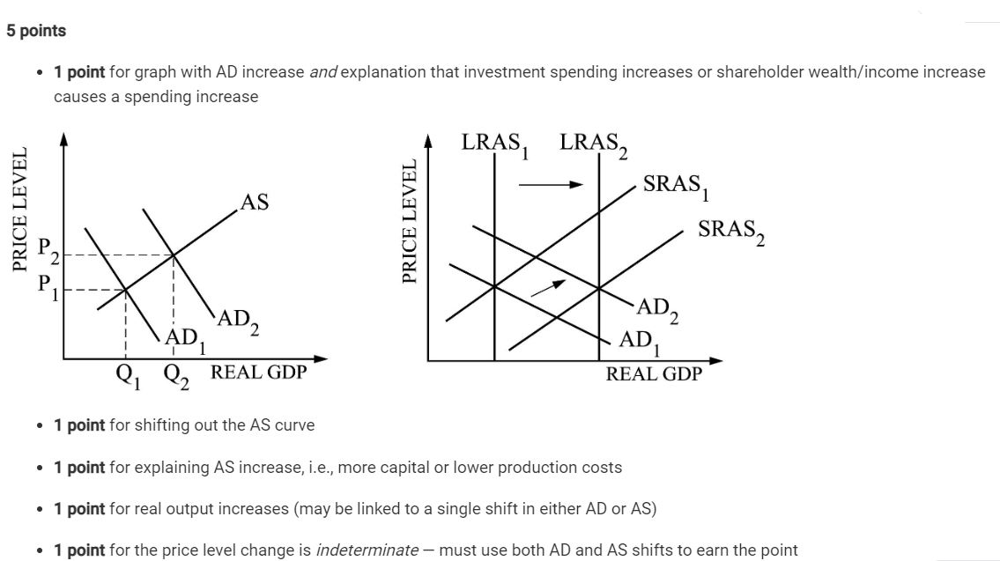 5 points
• 1 point for graph with AD increase and explanation that investment spending increases or shareholder wealth/income increase
causes a spending increase
PRICE LEVEL
AS
P2
P1
AD2
AD1
Q1 Q2 REAL GDP
PRICE LEVEL
LRAS1 LRAS2
SRAS1
SRAS2
AD2
AD1
REAL GDP
• 1 point for shifting out the AS curve
• 1 point for explaining AS increase, i.e., more capital or lower production costs
• 1 point for real output increases (may be linked to a single shift in either AD or AS)
• 1 point for the price level change is indeterminate — must use both AD and AS shifts to earn the point